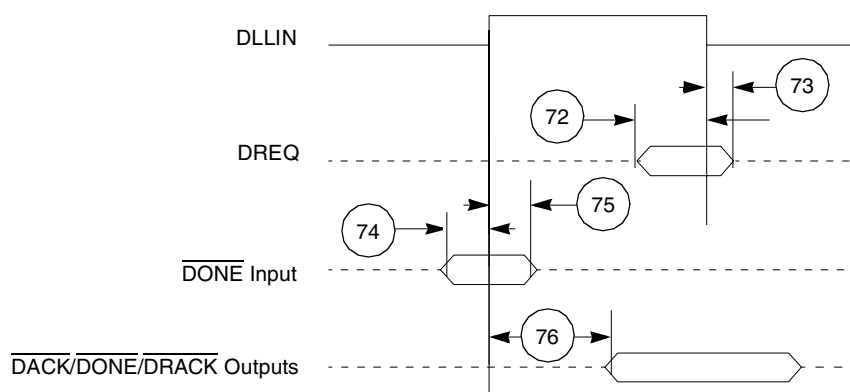 DLLIN
73
72
DREQ
75
74
DONE Input
76
DACK/DONE/DRACK Outputs